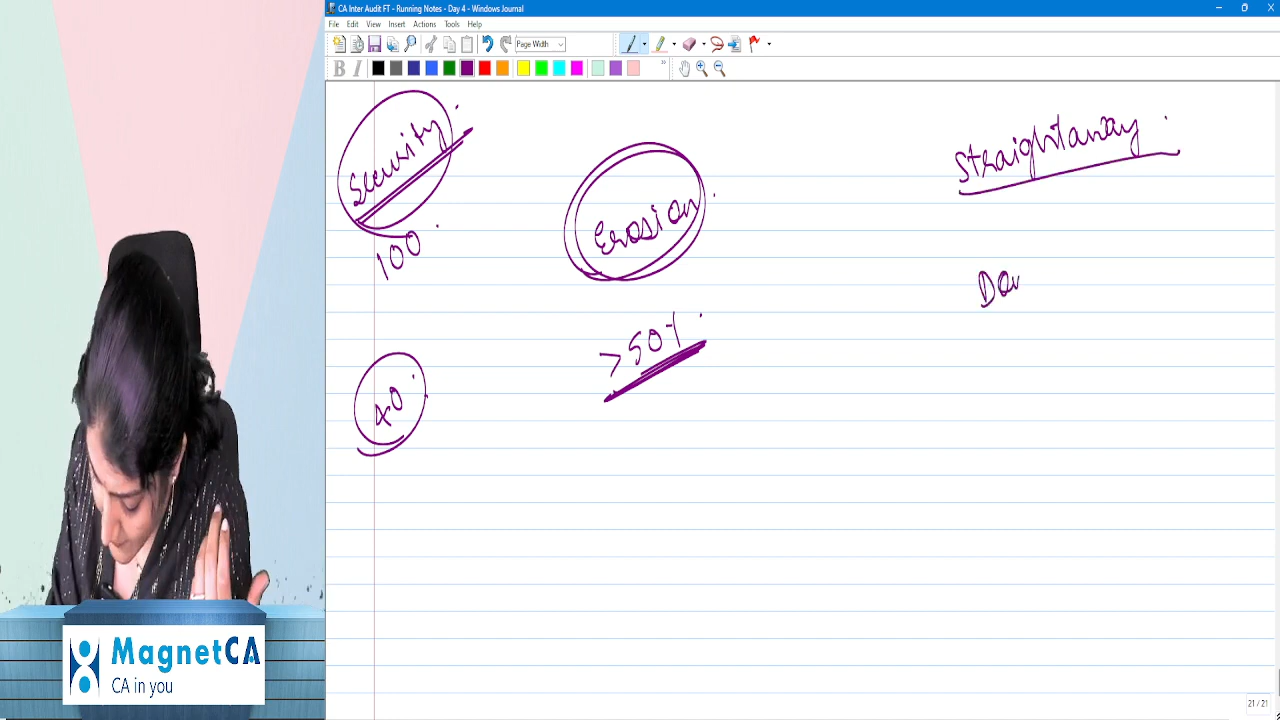 CA Inter Audit FT - Running Notes - Day 4 - Windows Journal
File Edit View Insert Actions Tools Help
Page Width
B I
Security.
100.
Erosion.
Straightaway.
Dou
>50%.
40.
MagnetCA
CA in you
21 / 21